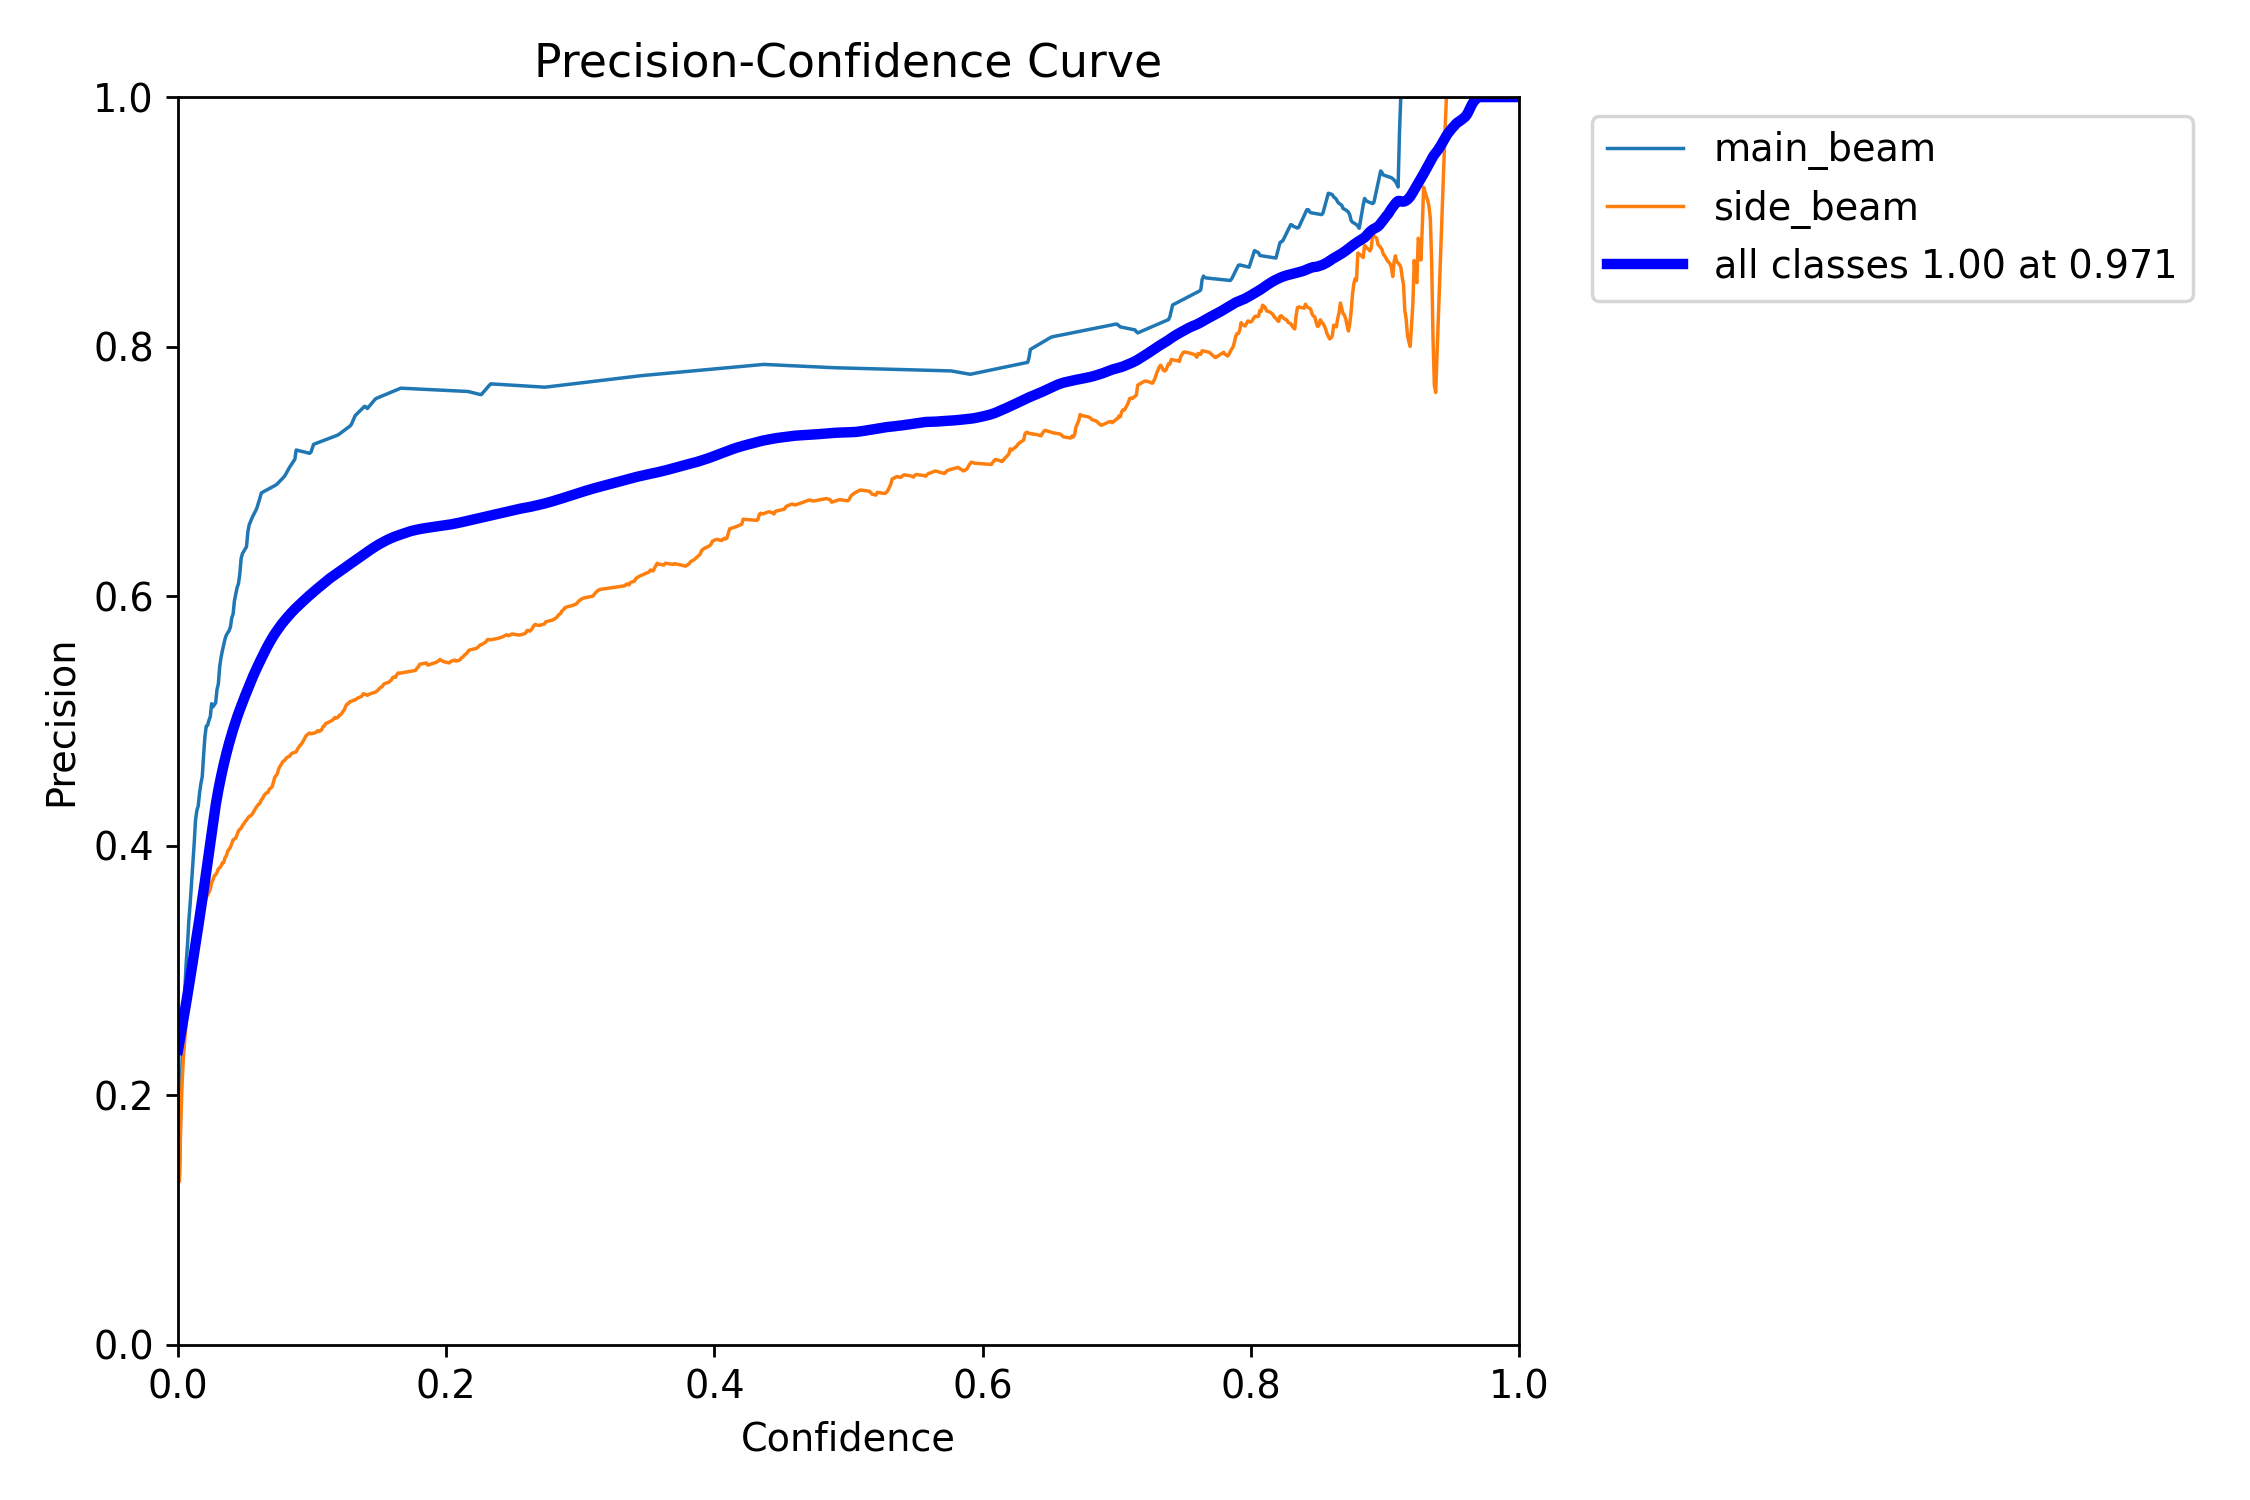 Precision-Confidence Curve
1.0
0.8
0.6
0.4
0.2
0.0
Precision
0.0 0.2 0.4 0.6 0.8 1.0
Confidence
main_beam
side_beam
all classes 1.00 at 0.971